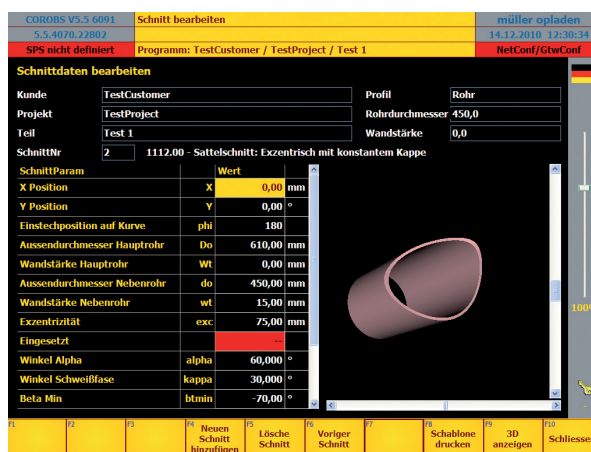 COROBS V5.5 6091 Schnitt bearbeiten müller opladen
5.5.4070.22802 14.12.2010 12:30:34
SPS nicht definiert Programm: TestCustomer / TestProject / Test 1 NetConf/GtwConf
Schnittdaten bearbeiten
Kunde TestCustomer Profil Rohr
Projekt TestProject Rohrdurchmesser 450,0
Teil Test 1 Wandstärke 0,0
SchnittNr 2 1112.00 - Sattelschnitt: Exzentrisch mit konstantem Kappe
SchnittParam Wert
X Position X 0,00 mm
Y Position Y 0,00 °
Einstechposition auf Kurve phi 180
Aussendurchmesser Hauptrohr Do 610,00 mm
Wandstärke Hauptrohr Wt 0,00 mm
Aussendurchmesser Nebenrohr do 450,00 mm
Wandstärke Nebenrohr wt 15,00 mm
Exzentrizität exc 75,00 mm
Eingesetzt --
Winkel Alpha alpha 60,000 °
Winkel Schweißfase kappa 30,000 °
Beta Min btmin -70,00 °
100%
F1 F2 F3 F4 Neuen Schnitt hinzufügen F5 Lösche Schnitt F6 Voriger Schnitt F7 F8 Schablone drucken F9 3D anzeigen F10 Schliesse